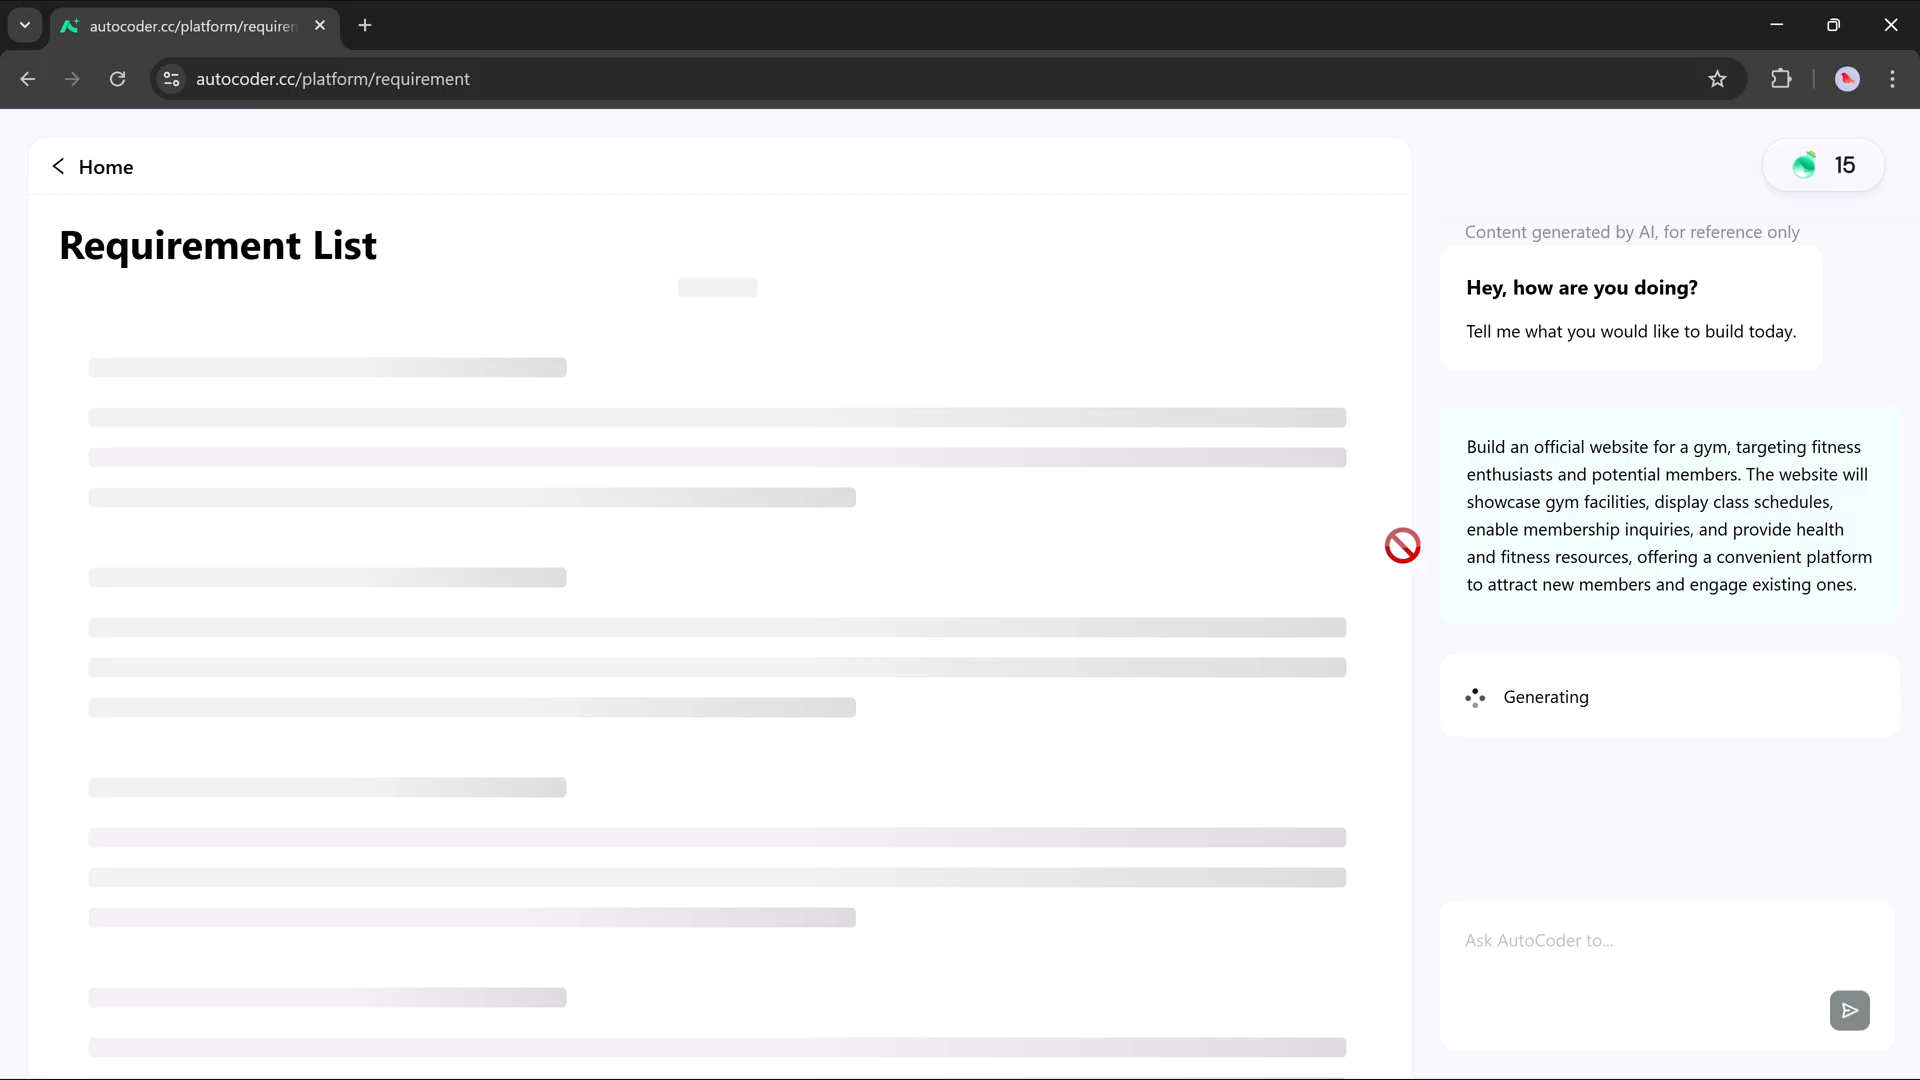 autocoder.cc/platform/requirem
autocoder.cc/platform/requirement
Home
15
Requirement List
Content generated by AI, for reference only
Hey, how are you doing?
Tell me what you would like to build today.
Build an official website for a gym, targeting fitness
enthusiasts and potential members. The website will
showcase gym facilities, display class schedules,
enable membership inquiries, and provide health
and fitness resources, offering a convenient platform
to attract new members and engage existing ones.
Generating
Ask AutoCoder to...